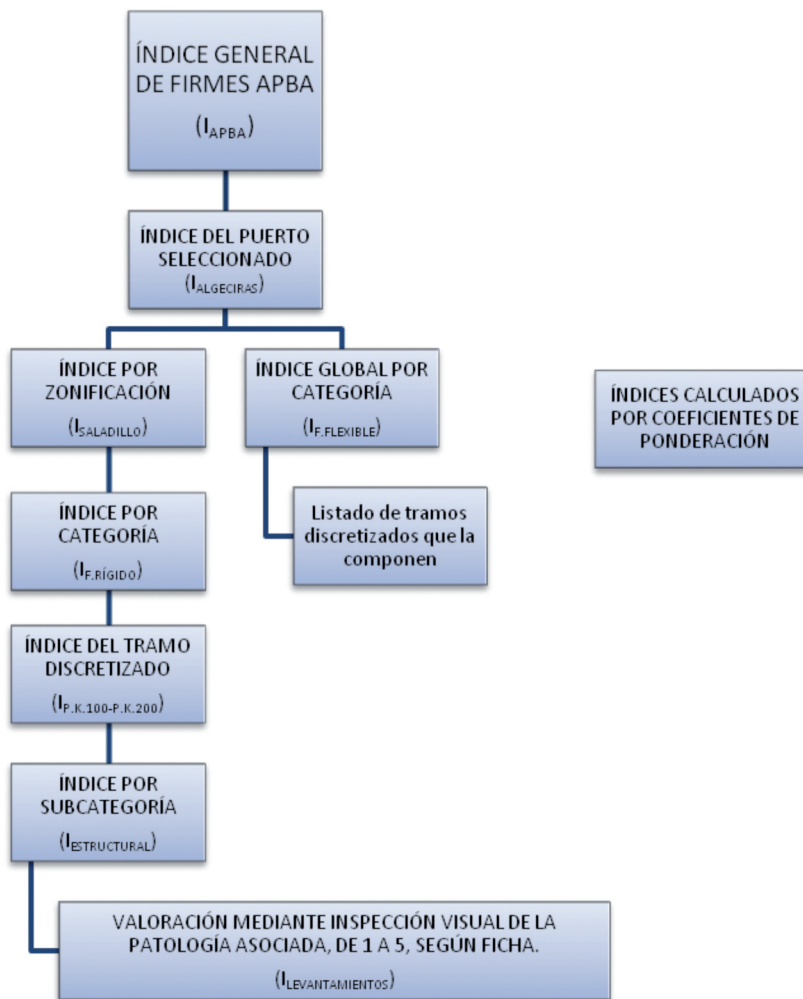 ÍNDICE GENERAL
DE FIRMES APBA
(IAPBA)
ÍNDICE DEL PUERTO
SELECCIONADO
(IALGECIRAS)
ÍNDICE POR
ZONIFICACIÓN
(ISALADILLO)
ÍNDICE GLOBAL POR
CATEGORÍA
(IF.FLEXIBLE)
ÍNDICES CALCULADOS
POR COEFICIENTES DE
PONDERACIÓN
ÍNDICE POR
CATEGORÍA
(IF.RÍGIDO)
Listado de tramos
discretizados que la
componen
ÍNDICE DEL TRAMO
DISCRETIZADO
(IP.K.100-P.K.200)
ÍNDICE POR
SUBCATEGORÍA
(IESTRUCTURAL)
VALORACIÓN MEDIANTE INSPECCIÓN VISUAL DE LA
PATOLOGÍA ASOCIADA, DE 1 A 5, SEGÚN FICHA.
(ILEVANTAMIENTOS)